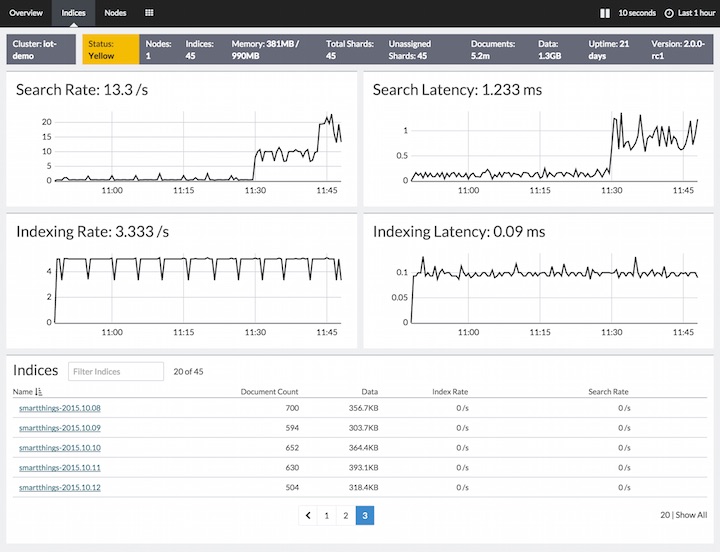 Overview Indices Nodes 10 seconds Last 1 hour
Cluster: iot- Status: Nodes: Indices: Memory: 381MB / Total Shards: Unassigned Documents: Data: Uptime: 21 Version: 2.0.0-
demo Yellow 1 45 990MB 45 Shards: 45 5.2m 1.3GB days rc1
Search Rate: 13.3 /s
20
15
10
5
0
11:00 11:15 11:30 11:45
Search Latency: 1.233 ms
1
0.5
0
11:00 11:15 11:30 11:45
Indexing Rate: 3.333 /s
4
2
0
11:00 11:15 11:30 11:45
Indexing Latency: 0.09 ms
0.1
0.05
0
11:00 11:15 11:30 11:45
Indices Filter Indices 20 of 45
Name Document Count Data Index Rate Search Rate
smartthings-2015.10.08 700 356.7KB 0 /s 0 /s
smartthings-2015.10.09 594 303.7KB 0 /s 0 /s
smartthings-2015.10.10 652 364.4KB 0 /s 0 /s
smartthings-2015.10.11 630 393.1KB 0 /s 0 /s
smartthings-2015.10.12 504 318.4KB 0 /s 0 /s
1 2 3 20 | Show All